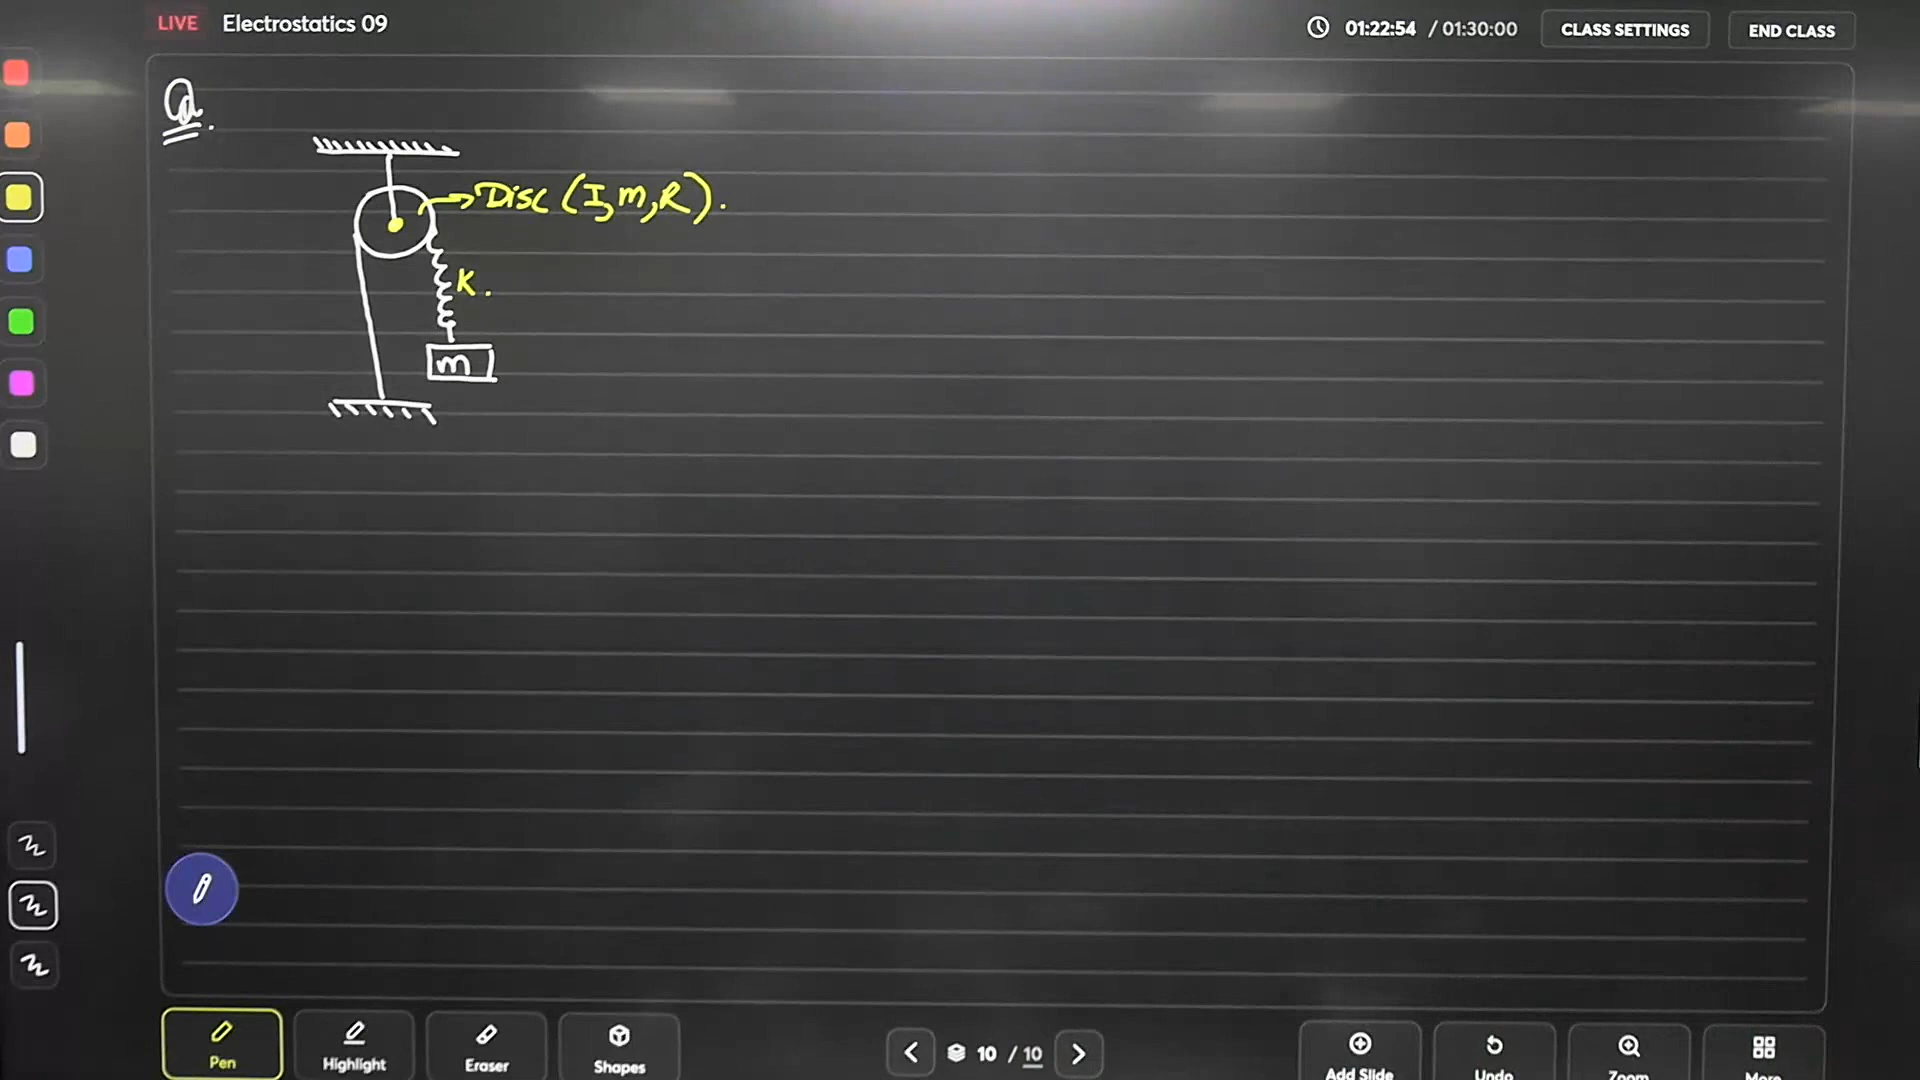 LIVE Electrostatics 09 01:22:54 / 01:30:00 CLASS SETTINGS END CLASS
Q.
Disc (I, m, R).
K.
m
Pen Highlight Eraser Shapes 10 / 10 Add Slide Undo Zoom More